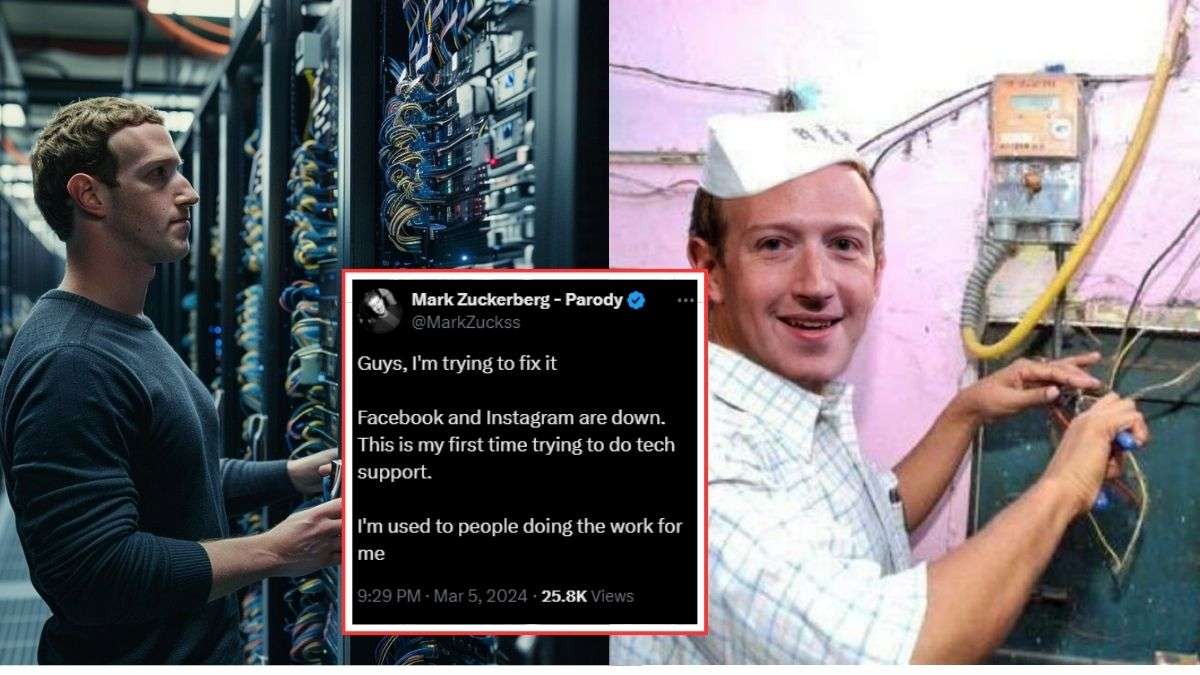 Mark Zuckerberg - Parody
@MarkZuckss
Guys, I'm trying to fix it
Facebook and Instagram are down.
This is my first time trying to do tech
support.
I'm used to people doing the work for
me
9:29 PM · Mar 5, 2024 · 25.8K Views